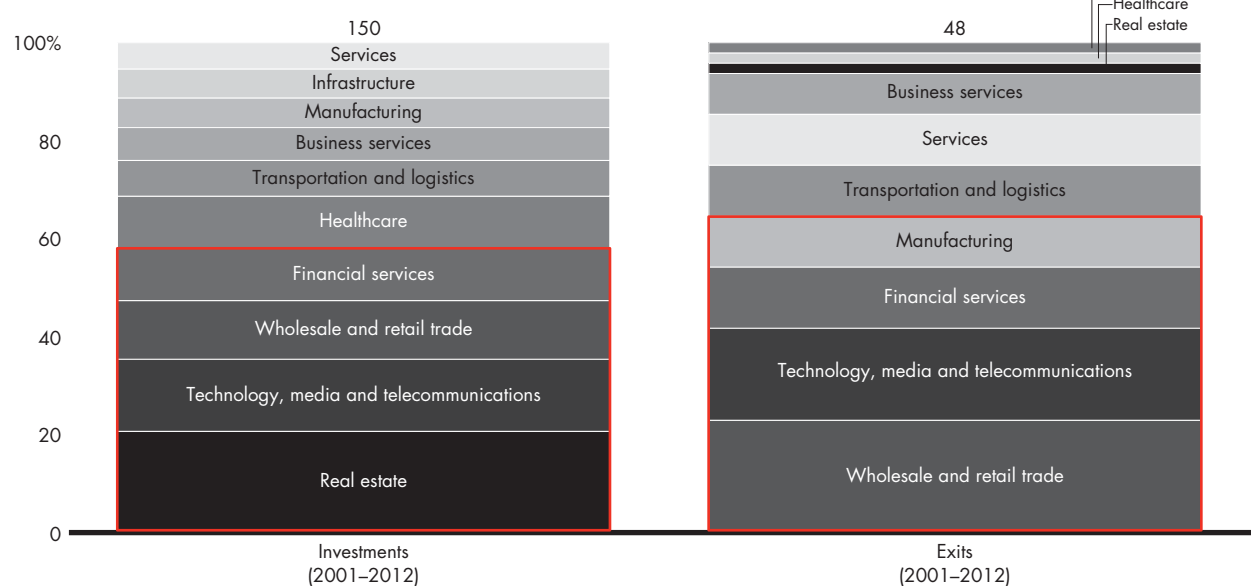 Healthcare
Real estate
150
48
100%
80
60
40
20
0
Services
Infrastructure
Manufacturing
Business services
Transportation and logistics
Healthcare
Financial services
Wholesale and retail trade
Technology, media and telecommunications
Real estate
Business services
Services
Transportation and logistics
Manufacturing
Financial services
Technology, media and telecommunications
Wholesale and retail trade
Investments
(2001–2012)
Exits
(2001–2012)